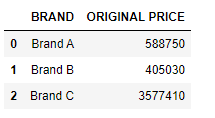 BRAND ORIGINAL PRICE
0 Brand A 588750
1 Brand B 405030
2 Brand C 3577410